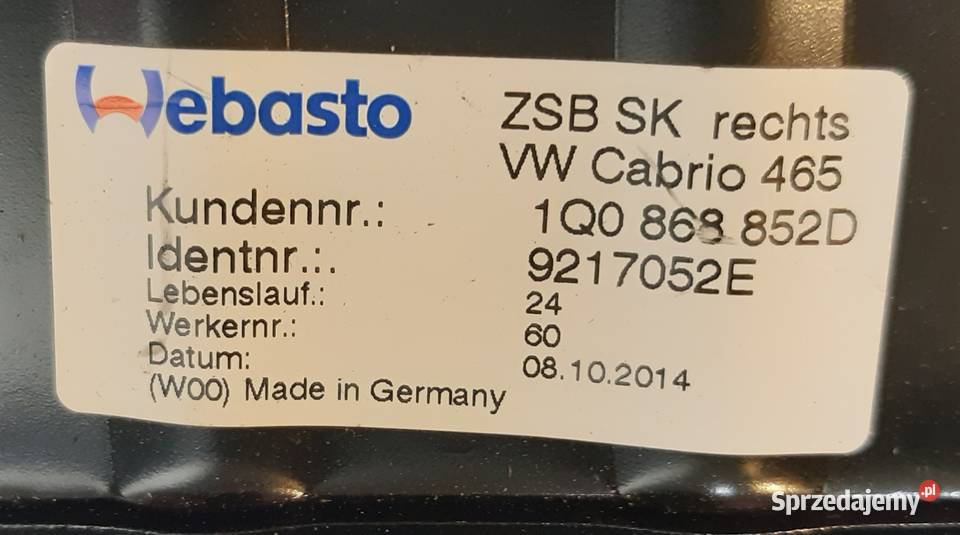 Webasto
ZSB SK rechts
VW Cabrio 465
Kundennr.: 1Q0 868 852D
Identnr.:. 9217052E
Lebenslauf.: 24
Werkernr.: 60
Datum: 08.10.2014
(W00) Made in Germany
Sprzedajemy.pl